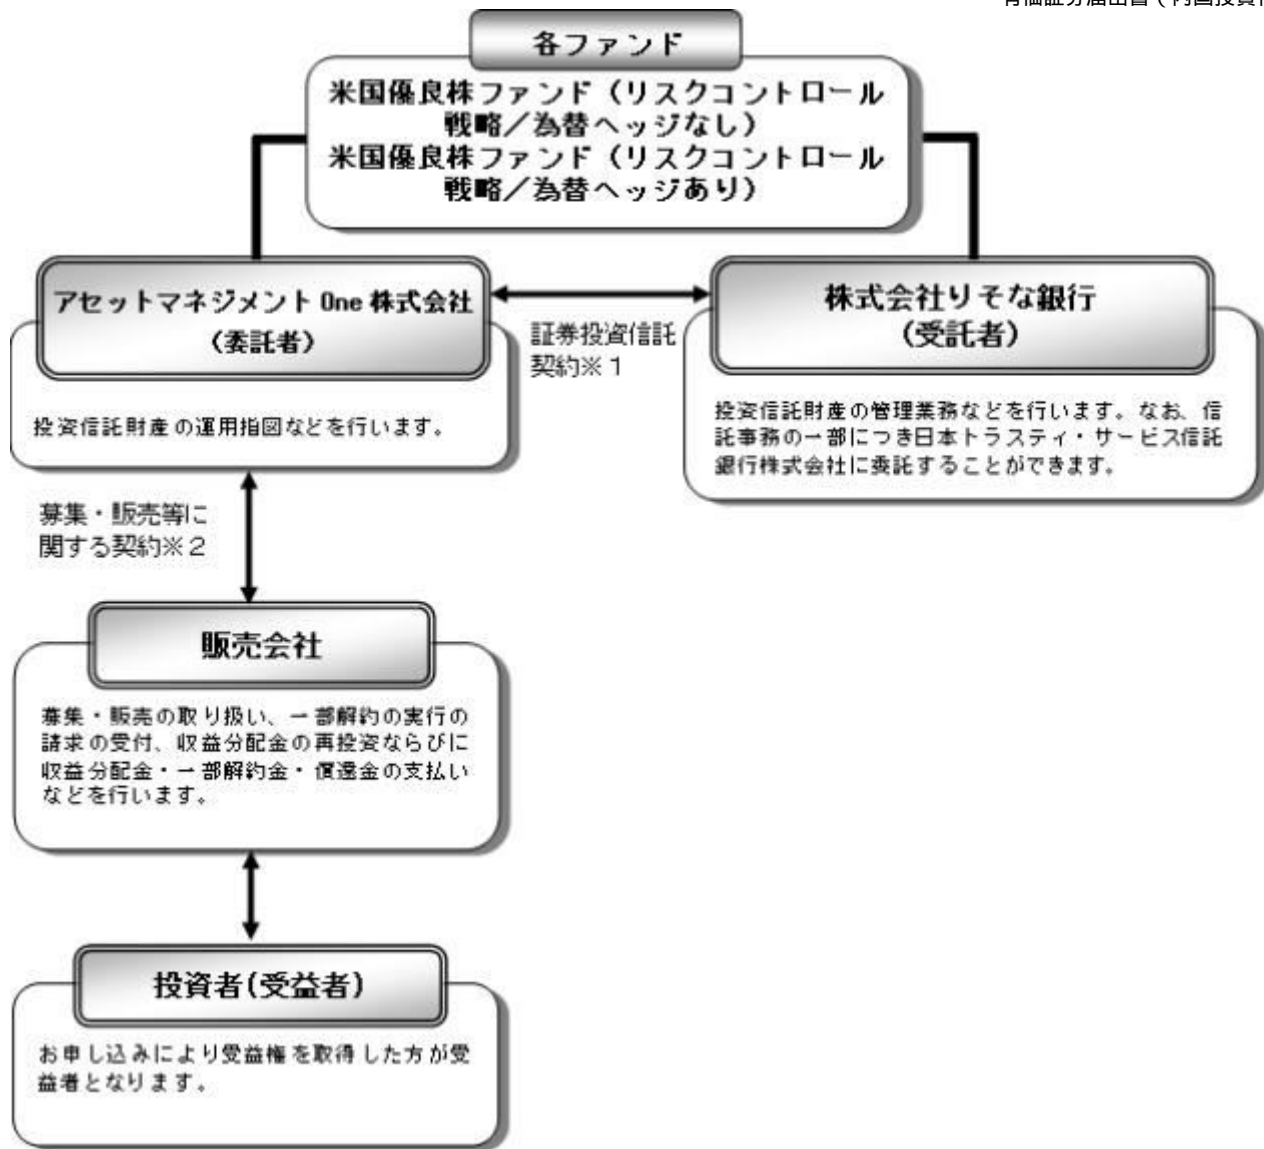 有価証券届出書（内国投資信
各ファンド
米国優良株ファンド（リスクコントロール
戦略／為替ヘッジなし）
米国優良株ファンド（リスクコントロール
戦略／為替ヘッジあり）
アセットマネジメント One 株式会社
（委託者）
投資信託財産の運用指図などを行います。
証券投資信託
契約※１
株式会社りそな銀行
（受託者）
投資信託財産の管理業務などを行います。なお、信
託事務の一部につき日本トラスティ・サービス信託
銀行株式会社に委託することができます。
募集・販売等に
関する契約※２
販売会社
募集・販売の取り扱い、一部解約の実行の
請求の受付、収益分配金の再投資ならびに
収益分配金・一部解約金・償還金の支払い
などを行います。
投資者(受益者)
お申し込みにより受益権を取得した方が受
益者となります。